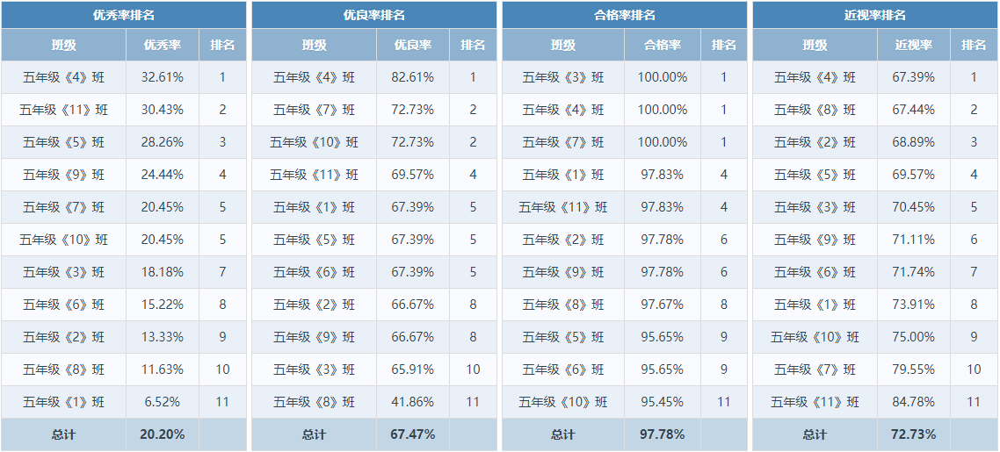 优秀率排名 优良率排名 合格率排名 近视率排名
班级 优秀率 排名 班级 优良率 排名 班级 合格率 排名 班级 近视率 排名
五年级《4》班 32.61% 1 五年级《4》班 82.61% 1 五年级《3》班 100.00% 1 五年级《4》班 67.39% 1
五年级《11》班 30.43% 2 五年级《7》班 72.73% 2 五年级《4》班 100.00% 1 五年级《8》班 67.44% 2
五年级《5》班 28.26% 3 五年级《10》班 72.73% 2 五年级《7》班 100.00% 1 五年级《2》班 68.89% 3
五年级《9》班 24.44% 4 五年级《11》班 69.57% 4 五年级《1》班 97.83% 4 五年级《5》班 69.57% 4
五年级《7》班 20.45% 5 五年级《1》班 67.39% 5 五年级《11》班 97.83% 4 五年级《3》班 70.45% 5
五年级《10》班 20.45% 5 五年级《5》班 67.39% 5 五年级《2》班 97.78% 6 五年级《9》班 71.11% 6
五年级《3》班 18.18% 7 五年级《6》班 67.39% 5 五年级《9》班 97.78% 6 五年级《6》班 71.74% 7
五年级《6》班 15.22% 8 五年级《2》班 66.67% 8 五年级《8》班 97.67% 8 五年级《1》班 73.91% 8
五年级《2》班 13.33% 9 五年级《9》班 66.67% 8 五年级《5》班 95.65% 9 五年级《10》班 75.00% 9
五年级《8》班 11.63% 10 五年级《3》班 65.91% 10 五年级《6》班 95.65% 9 五年级《7》班 79.55% 10
五年级《1》班 6.52% 11 五年级《8》班 41.86% 11 五年级《10》班 95.45% 11 五年级《11》班 84.78% 11
总计 20.20% 总计 67.47% 总计 97.78% 总计 72.73%